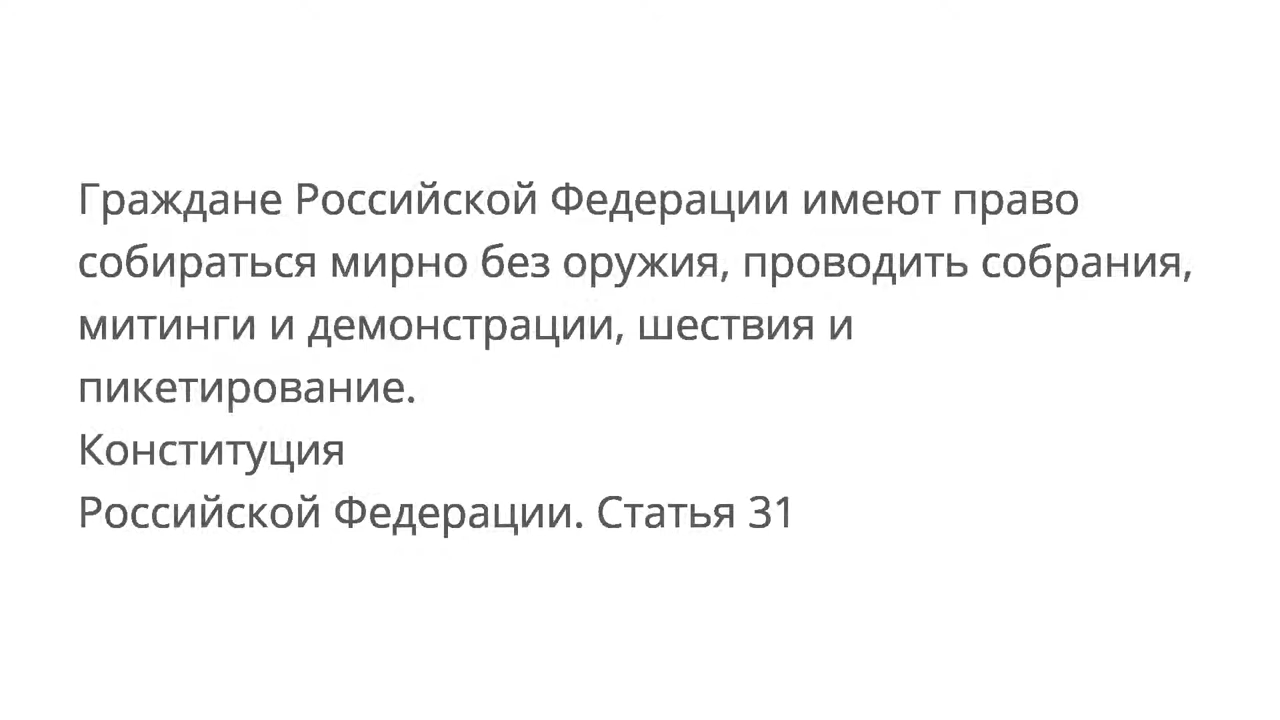 Граждане Российской Федерации имеют право
собираться мирно без оружия, проводить собрания,
митинги и демонстрации, шествия и
пикетирование.
Конституция
Российской Федерации. Статья 31